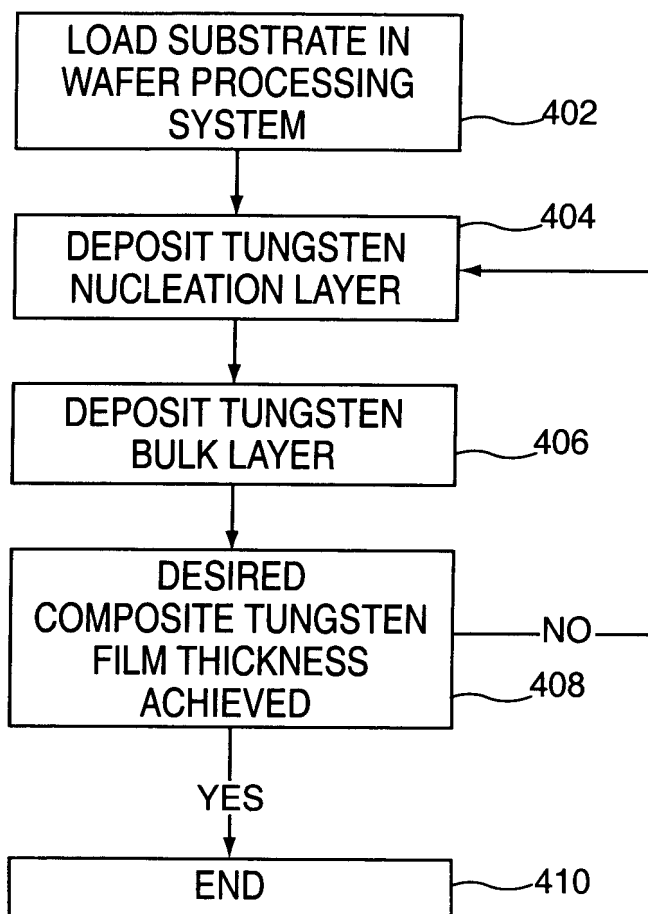 LOAD SUBSTRATE IN
WAFER PROCESSING
SYSTEM
402
404
DEPOSIT TUNGSTEN
NUCLEATION LAYER
DEPOSIT TUNGSTEN
BULK LAYER
406
DESIRED
COMPOSITE TUNGSTEN
FILM THICKNESS
ACHIEVED
NO
408
YES
END
410